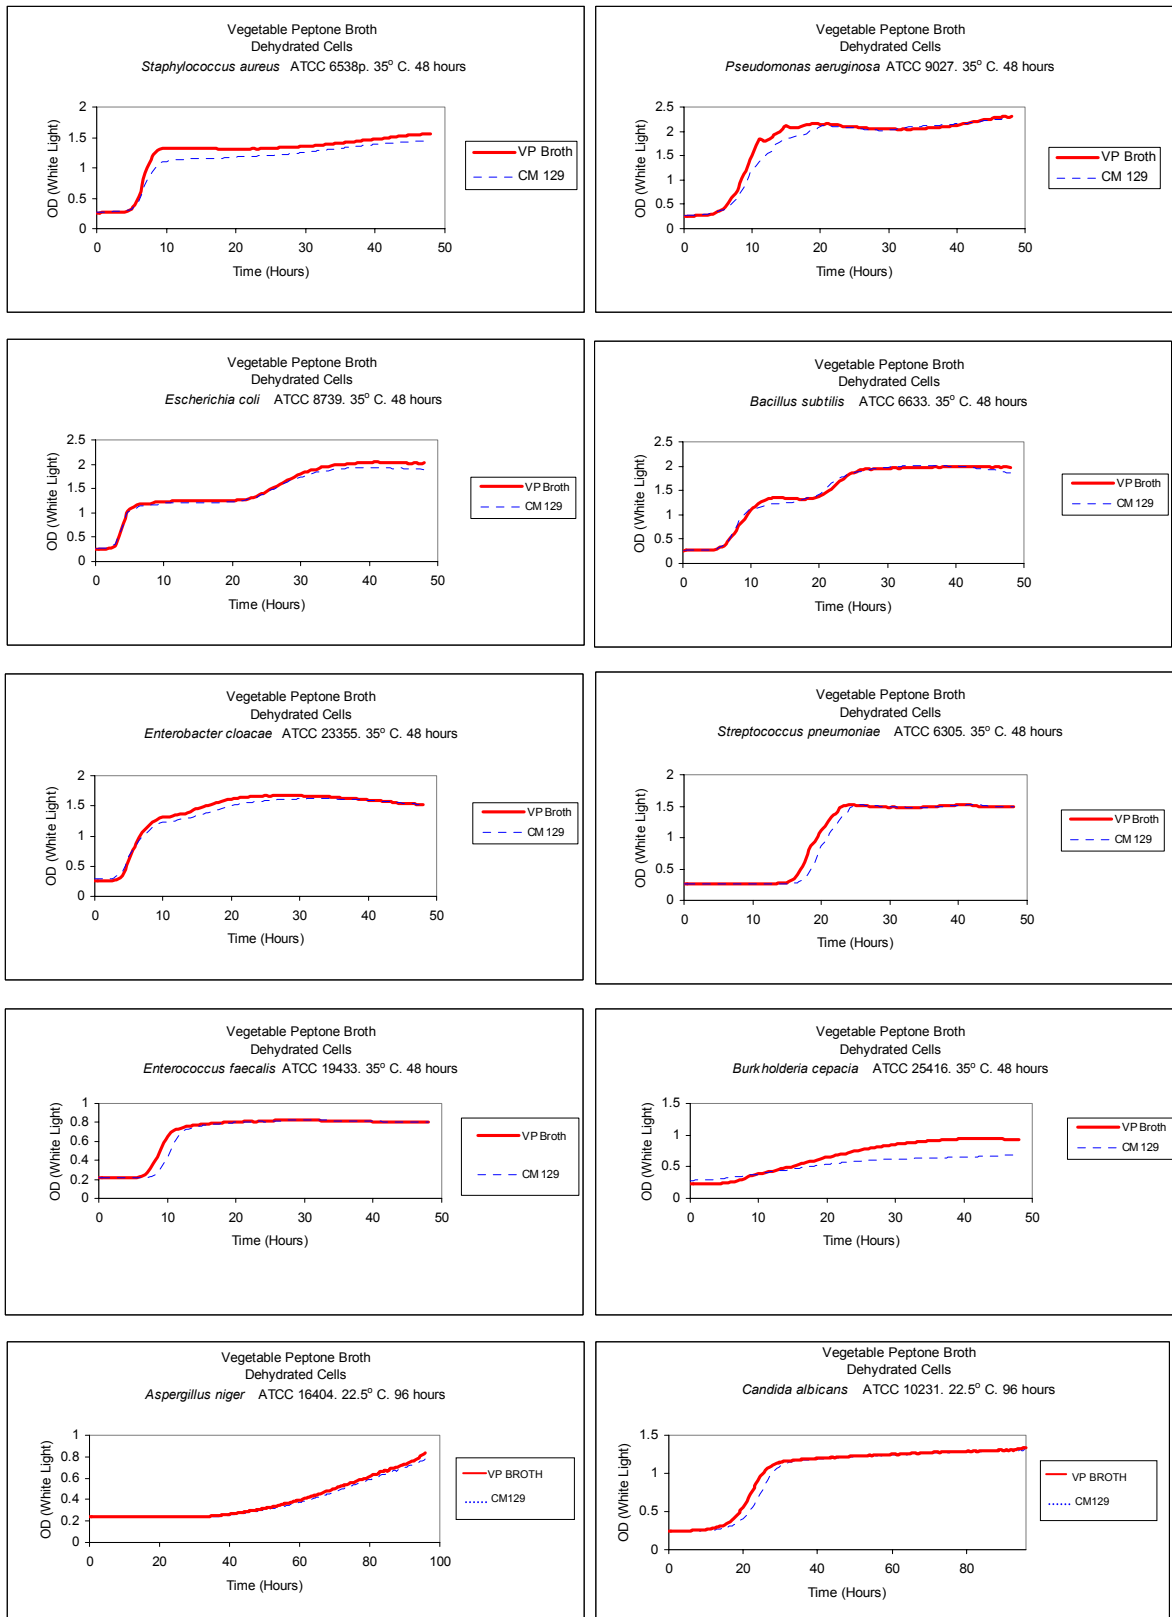 Vegetable Peptone Broth
Dehydrated Cells
Staphylococcus aureus ATCC 6538p. 35° C. 48 hours
2
1.5
1
0.5
0
OD (White Light)
0 10 20 30 40 50
Time (Hours)
VP Broth
CM 129
Vegetable Peptone Broth
Dehydrated Cells
Pseudomonas aeruginosa ATCC 9027. 35° C. 48 hours
2.5
2
1.5
1
0.5
0
OD (White Light)
0 10 20 30 40 50
Time (Hours)
VP Broth
CM 129
Vegetable Peptone Broth
Dehydrated Cells
Escherichia coli ATCC 8739. 35° C. 48 hours
2.5
2
1.5
1
0.5
0
OD (White Light)
0 10 20 30 40 50
Time (Hours)
VP Broth
CM 129
Vegetable Peptone Broth
Dehydrated Cells
Bacillus subtilis ATCC 6633. 35° C. 48 hours
2.5
2
1.5
1
0.5
0
OD (White Light)
0 10 20 30 40 50
Time (Hours)
VP Broth
CM 129
Vegetable Peptone Broth
Dehydrated Cells
Enterobacter cloacae ATCC 23355. 35° C. 48 hours
2
1.5
1
0.5
0
OD (White Light)
0 10 20 30 40 50
Time (Hours)
VP Broth
CM 129
Vegetable Peptone Broth
Dehydrated Cells
Streptococcus pneumoniae ATCC 6305. 35° C. 48 hours
2
1.5
1
0.5
0
OD (White Light)
0 10 20 30 40 50
Time (Hours)
VP Broth
CM 129
Vegetable Peptone Broth
Dehydrated Cells
Enterococcus faecalis ATCC 19433. 35° C. 48 hours
1
0.8
0.6
0.4
0.2
0
OD (White Light)
0 10 20 30 40 50
Time (Hours)
VP Broth
CM 129
Vegetable Peptone Broth
Dehydrated Cells
Burkholderia cepacia ATCC 25416. 35° C. 48 hours
1.5
1
0.5
0
OD (White Light)
0 10 20 30 40 50
Time (Hours)
VP Broth
CM 129
Vegetable Peptone Broth
Dehydrated Cells
Aspergillus niger ATCC 16404. 22.5° C. 96 hours
1
0.8
0.6
0.4
0.2
0
OD (White Light)
0 20 40 60 80 100
Time (Hours)
VP BROTH
CM129
Vegetable Peptone Broth
Dehydrated Cells
Candida albicans ATCC 10231. 22.5° C. 96 hours
1.5
1
0.5
0
OD (White Light)
0 20 40 60 80
Time (Hours)
VP BROTH
CM129